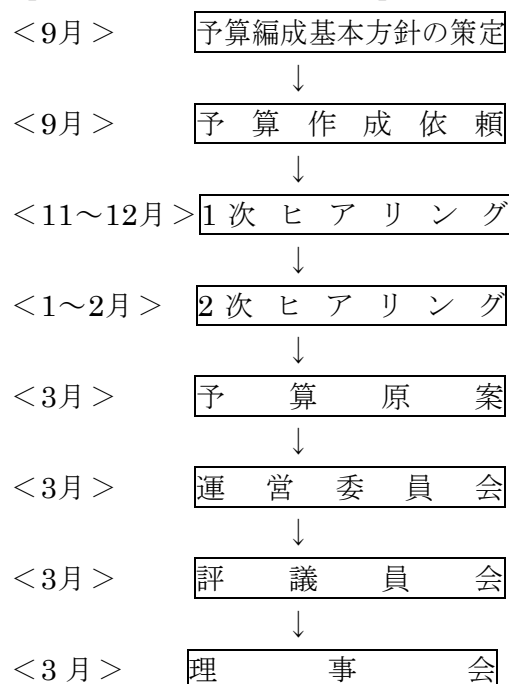 <9月> 予算編成基本方針の策定
↓
<9月> 予算作成依頼
↓
<11~12月> 1次ヒアリング
↓
<1~2月> 2次ヒアリング
↓
<3月> 予算原案
↓
<3月> 運営委員会
↓
<3月> 評議員会
↓
<3月> 理事会